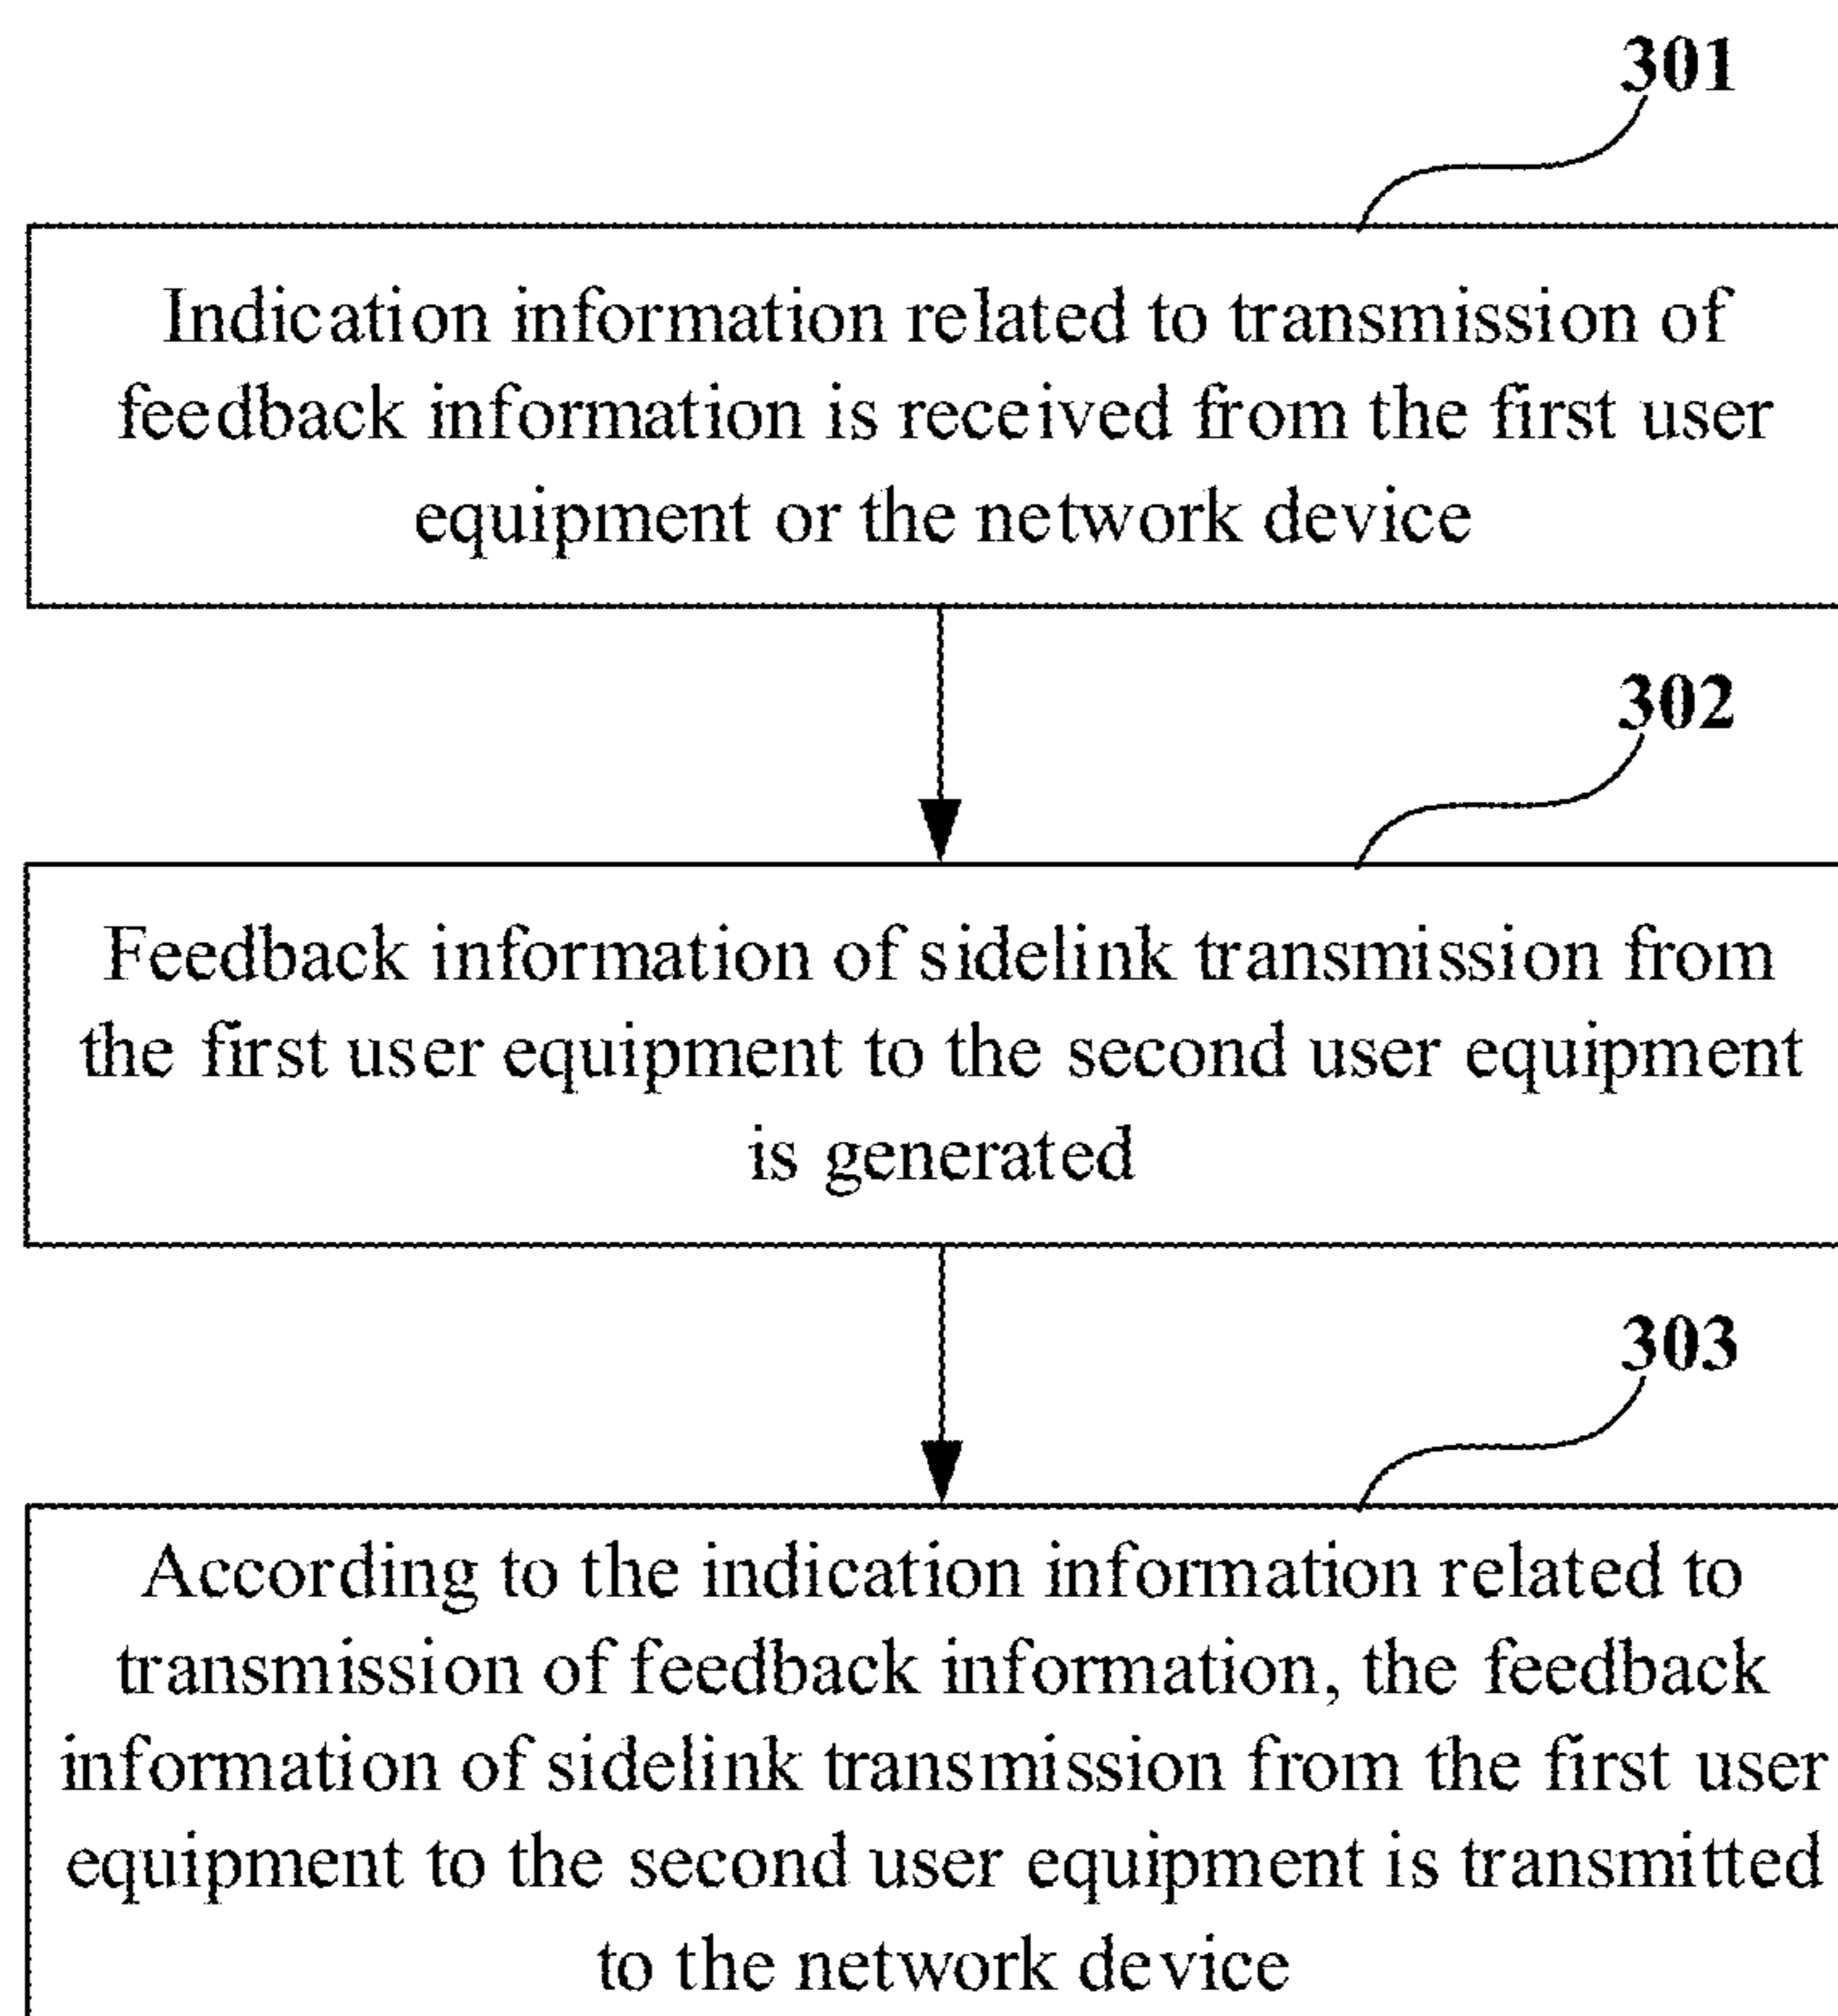 301
Indication information related to transmission of
feedback information is received from the first user
equipment or the network device
302
Feedback information of sidelink transmission from
the first user equipment to the second user equipment
is generated
303
According to the indication information related to
transmission of feedback information, the feedback
information of sidelink transmission from the first user
equipment to the second user equipment is transmitted
to the network device